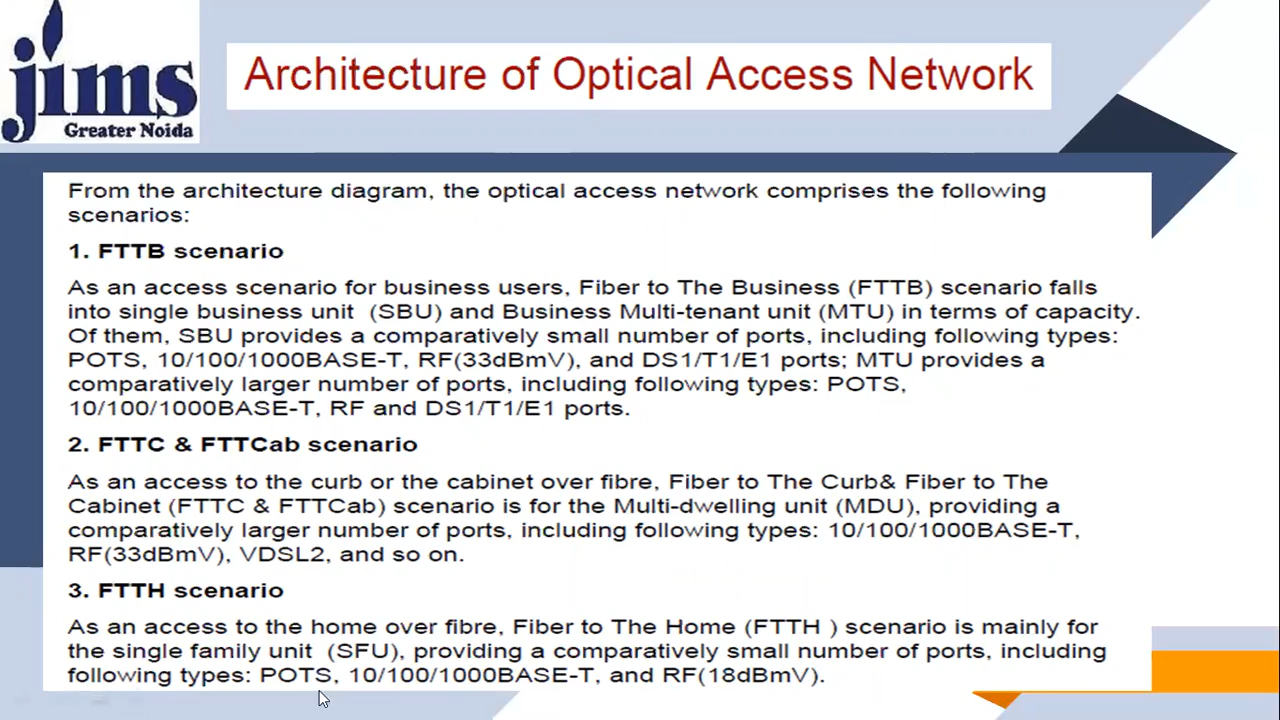 jims
Greater Noida
Architecture of Optical Access Network
From the architecture diagram, the optical access network comprises the following
scenarios:
1. FTTB scenario
As an access scenario for business users, Fiber to The Business (FTTB) scenario falls
into single business unit (SBU) and Business Multi-tenant unit (MTU) in terms of capacity.
Of them, SBU provides a comparatively small number of ports, including following types:
POTS, 10/100/1000BASE-T, RF(33dBmV), and DS1/T1/E1 ports; MTU provides a
comparatively larger number of ports, including following types: POTS,
10/100/1000BASE-T, RF and DS1/T1/E1 ports.
2. FTTC & FTTCab scenario
As an access to the curb or the cabinet over fibre, Fiber to The Curb& Fiber to The
Cabinet (FTTC & FTTCab) scenario is for the Multi-dwelling unit (MDU), providing a
comparatively larger number of ports, including following types: 10/100/1000BASE-T,
RF(33dBmV), VDSL2, and so on.
3. FTTH scenario
As an access to the home over fibre, Fiber to The Home (FTTH ) scenario is mainly for
the single family unit (SFU), providing a comparatively small number of ports, including
following types: POTS, 10/100/1000BASE-T, and RF(18dBmV).